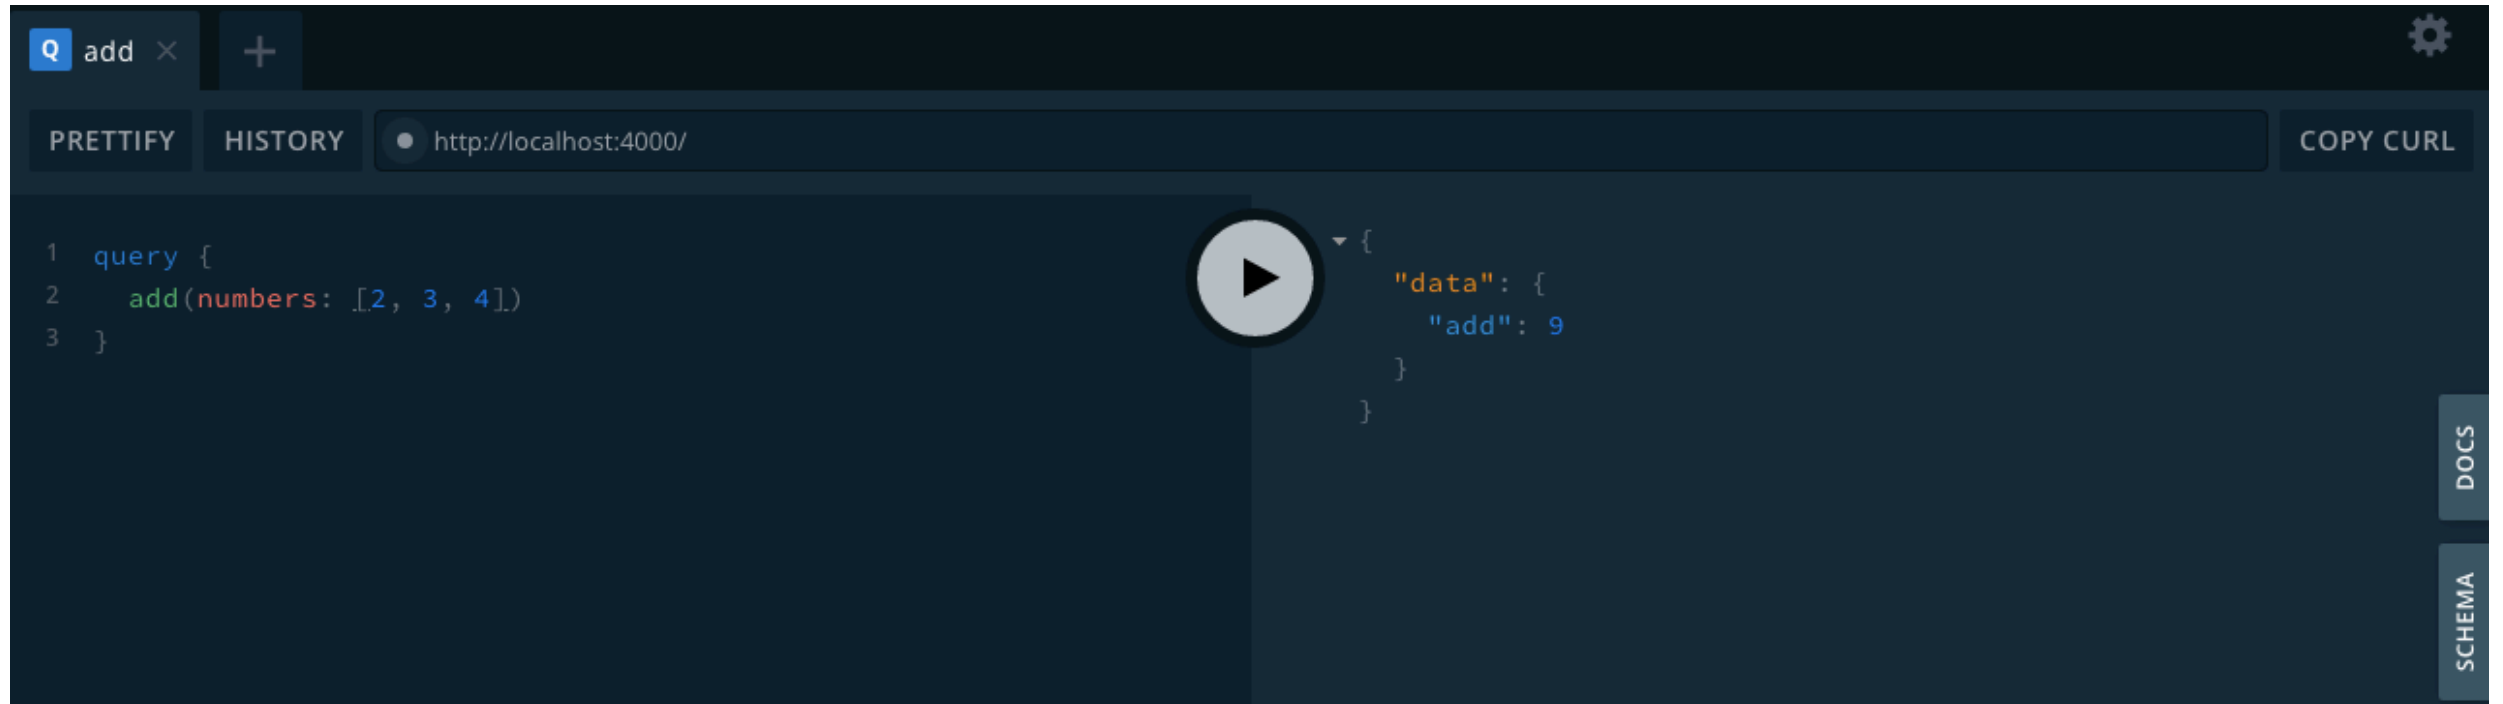 Q add × +
PRETTIFY HISTORY http://localhost:4000/ COPY CURL
1 query {
2   add(numbers: [2, 3, 4])
3 }
{
  "data": {
    "add": 9
  }
}
DOCS
SCHEMA